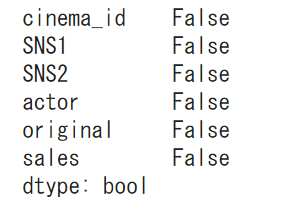 cinema_id    False
SNS1         False
SNS2         False
actor        False
original     False
sales        False
dtype: bool